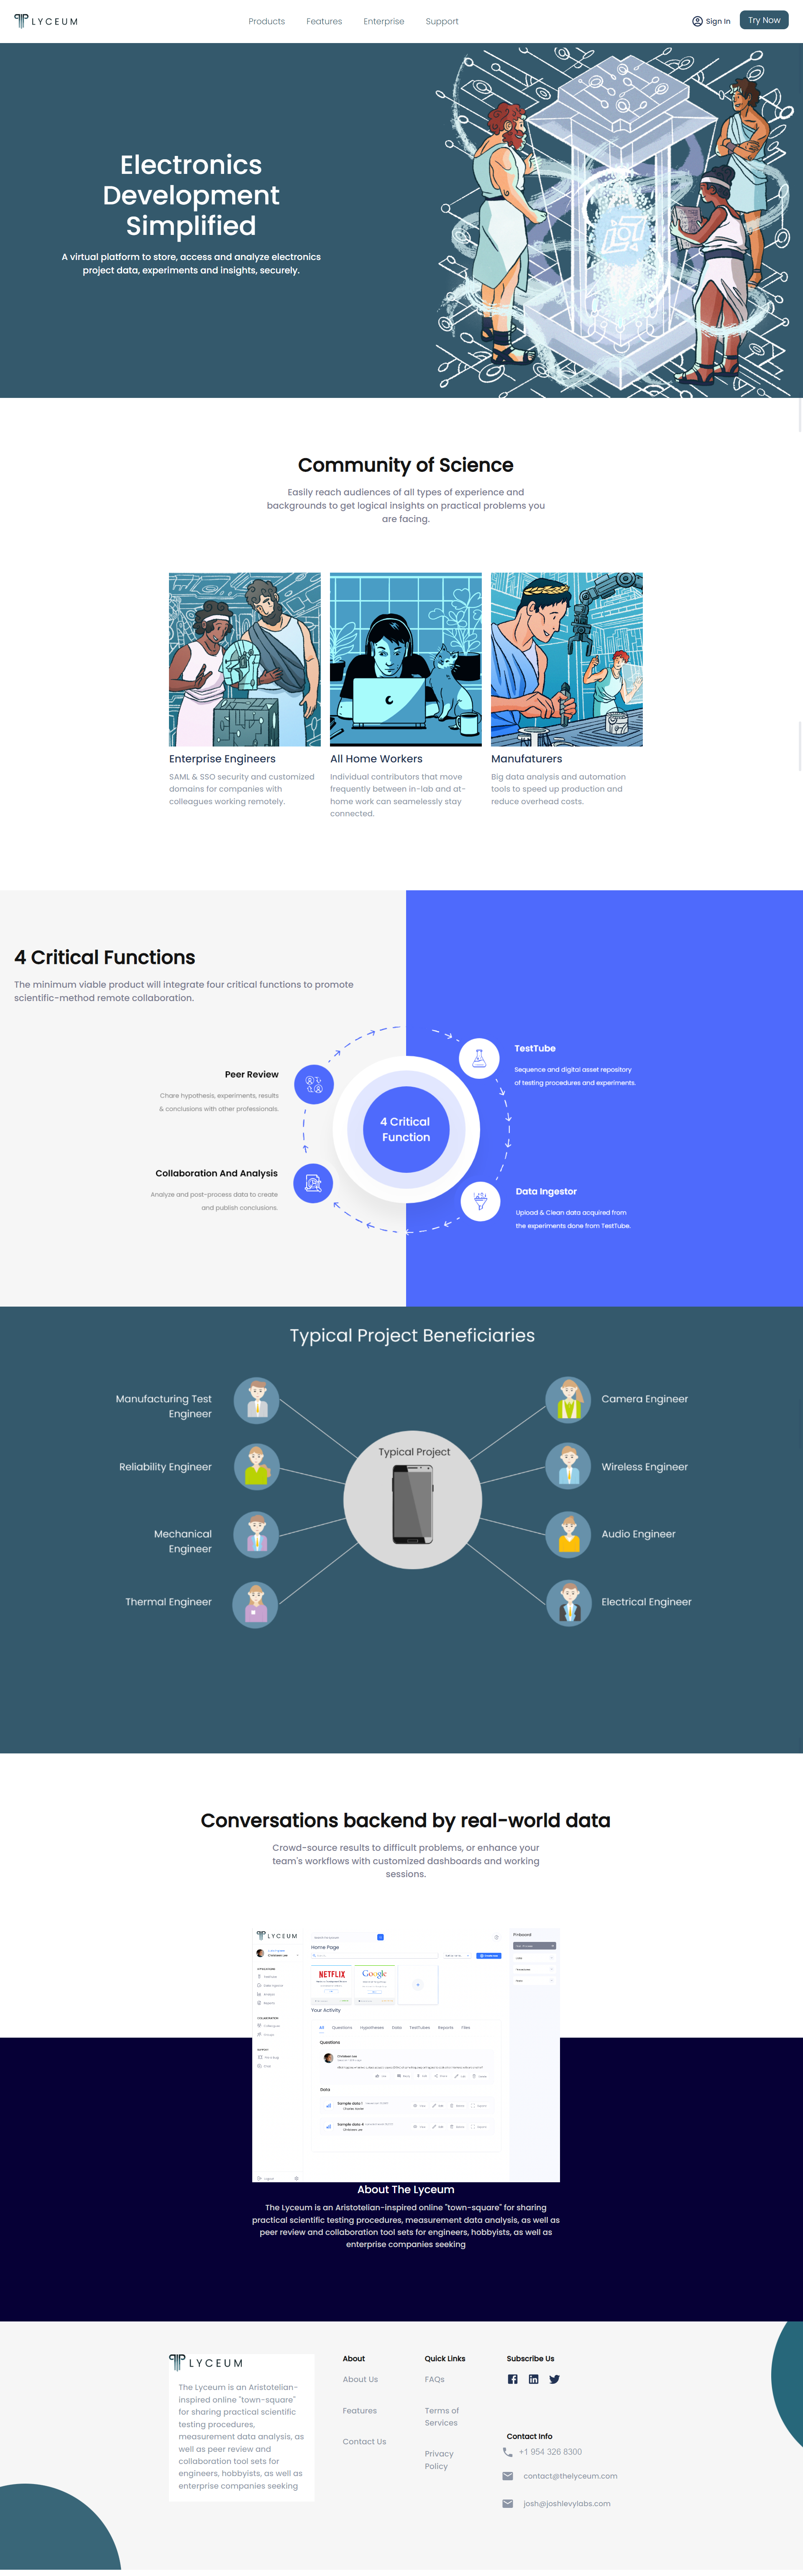 LYCEUM
Products Features Enterprise Support
Sign In
Try Now
Electronics
Development
Simplified
A virtual platform to store, access and analyze electronics
project data, experiments and insights, securely.
Community of Science
Easily reach audiences of all types of experience and
backgrounds to get logical insights on practical problems you
are facing.
Enterprise Engineers
SAML & SSO security and customized
domains for companies with
colleagues working remotely.
All Home Workers
Individual contributors that move
frequently between in-lab and at-
home work can seamelessly stay
connected.
Manufaturers
Big data analysis and automation
tools to speed up production and
reduce overhead costs.
4 Critical Functions
The minimum viable product will integrate four critical functions to promote
scientific-method remote collaboration.
Peer Review
Chare hypothesis, experiments, results
& conclusions with other professionals.
Collaboration And Analysis
Analyze and post-process data to create
and publish conclusions.
4 Critical
Function
TestTube
Sequence and digital asset repository
of testing procedures and experiments.
Data Ingestor
Upload & Clean data acquired from
the experiments done from TestTube.
Typical Project Beneficiaries
Manufacturing Test
Engineer
Reliability Engineer
Mechanical
Engineer
Thermal Engineer
Typical Project
Camera Engineer
Wireless Engineer
Audio Engineer
Electrical Engineer
Conversations backend by real-world data
Crowd-source results to difficult problems, or enhance your
team's workflows with customized dashboards and working
sessions.
LYCEUM
Home Page
Pinboard
NETFLIX
Google
Your Activity
All Questions Hypotheses Data TestTubes Reports Files
Questions
Data
Sample data 1
Sample data 4
About The Lyceum
The Lyceum is an Aristotelian-inspired online "town-square" for sharing
practical scientific testing procedures, measurement data analysis, as well as
peer review and collaboration tool sets for engineers, hobbyists, as well as
enterprise companies seeking
LYCEUM
The Lyceum is an Aristotelian-
inspired online "town-square"
for sharing practical scientific
testing procedures,
measurement data analysis, as
well as peer review and
collaboration tool sets for
engineers, hobbyists, as well as
enterprise companies seeking
About
About Us
Features
Contact Us
Quick Links
FAQs
Terms of
Services
Privacy
Policy
Subscribe Us
Contact Info
+1 954 326 8300
contact@thelyceum.com
josh@joshlevylabs.com